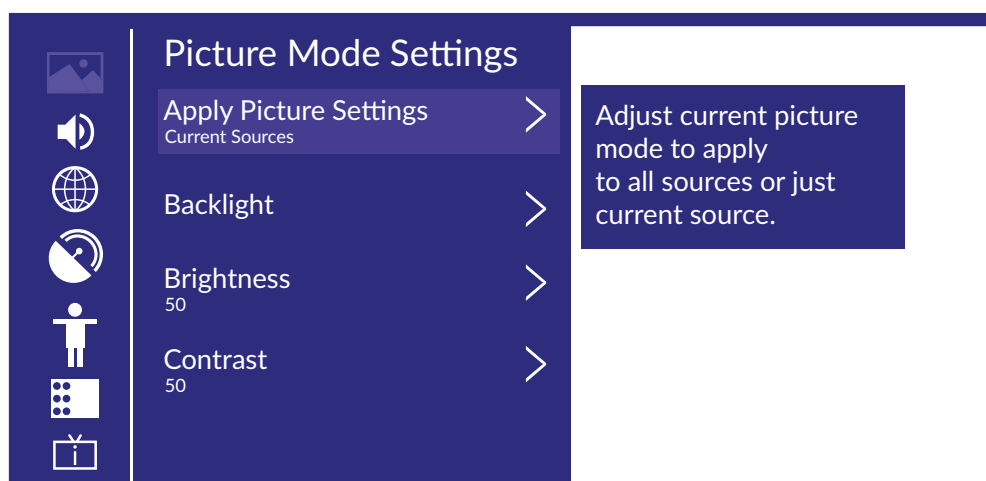 Picture Mode Settings
Apply Picture Settings
Current Sources
Backlight
Brightness
50
Contrast
50
Adjust current picture
mode to apply
to all sources or just
current source.